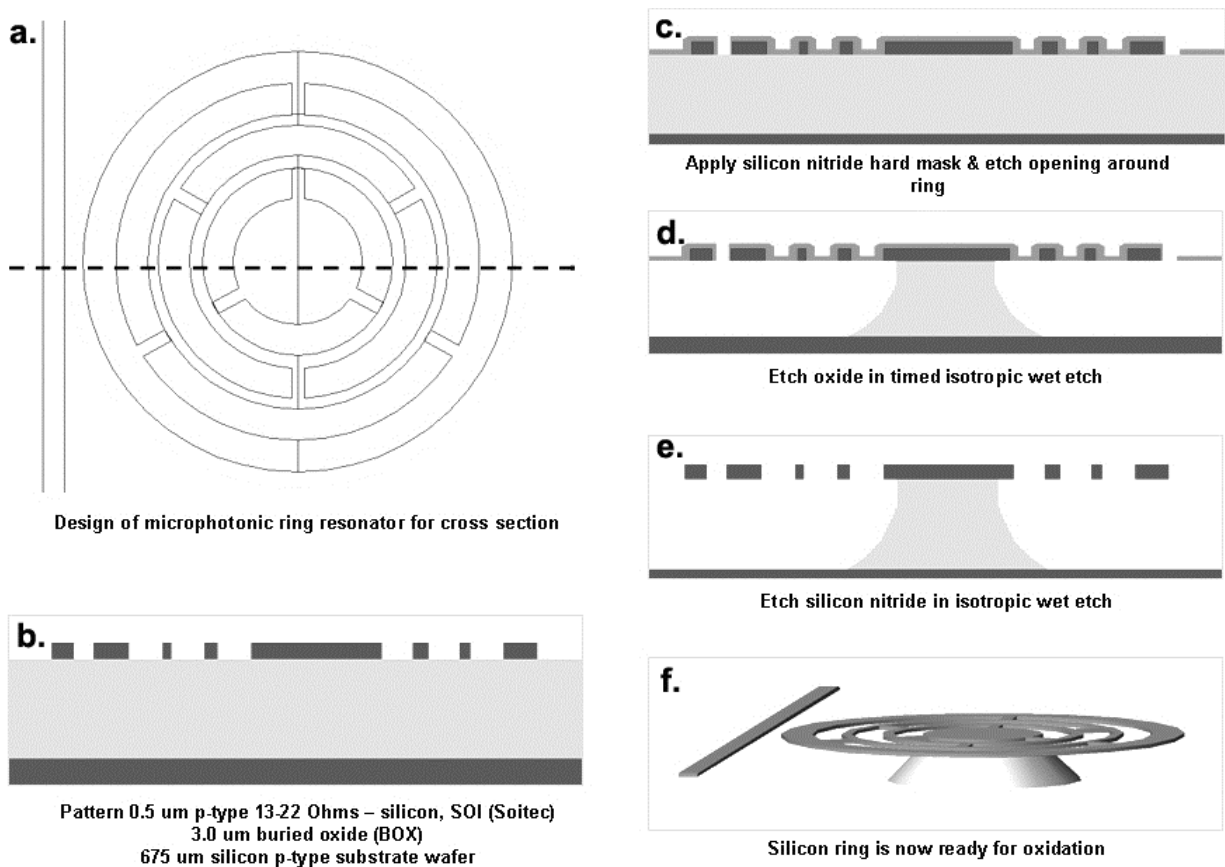 a.
Design of microphotonic ring resonator for cross section
b.
Pattern 0.5 um p-type 13-22 Ohms – silicon, SOI (Soitec)
3.0 um buried oxide (BOX)
675 um silicon p-type substrate wafer
c.
Apply silicon nitride hard mask & etch opening around
ring
d.
Etch oxide in timed isotropic wet etch
e.
Etch silicon nitride in isotropic wet etch
f.
Silicon ring is now ready for oxidation